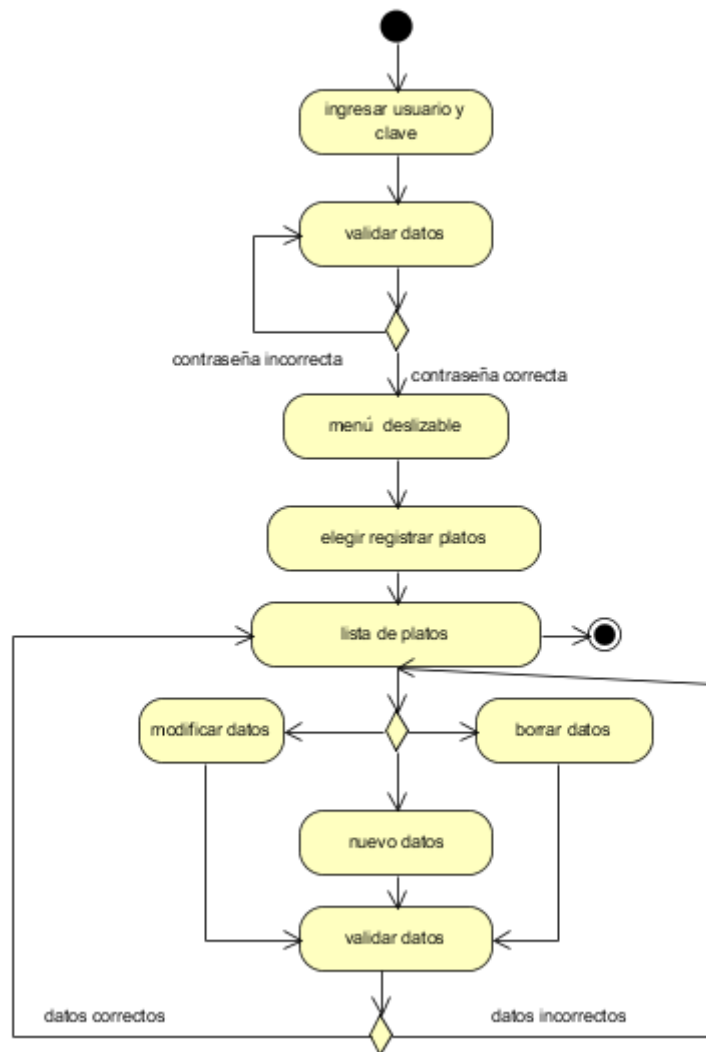 ingresar usuario y
clave
validar datos
contraseña incorrecta
contraseña correcta
menú deslizable
elegir registrar platos
lista de platos
modificar datos
borrar datos
nuevo datos
validar datos
datos correctos
datos incorrectos